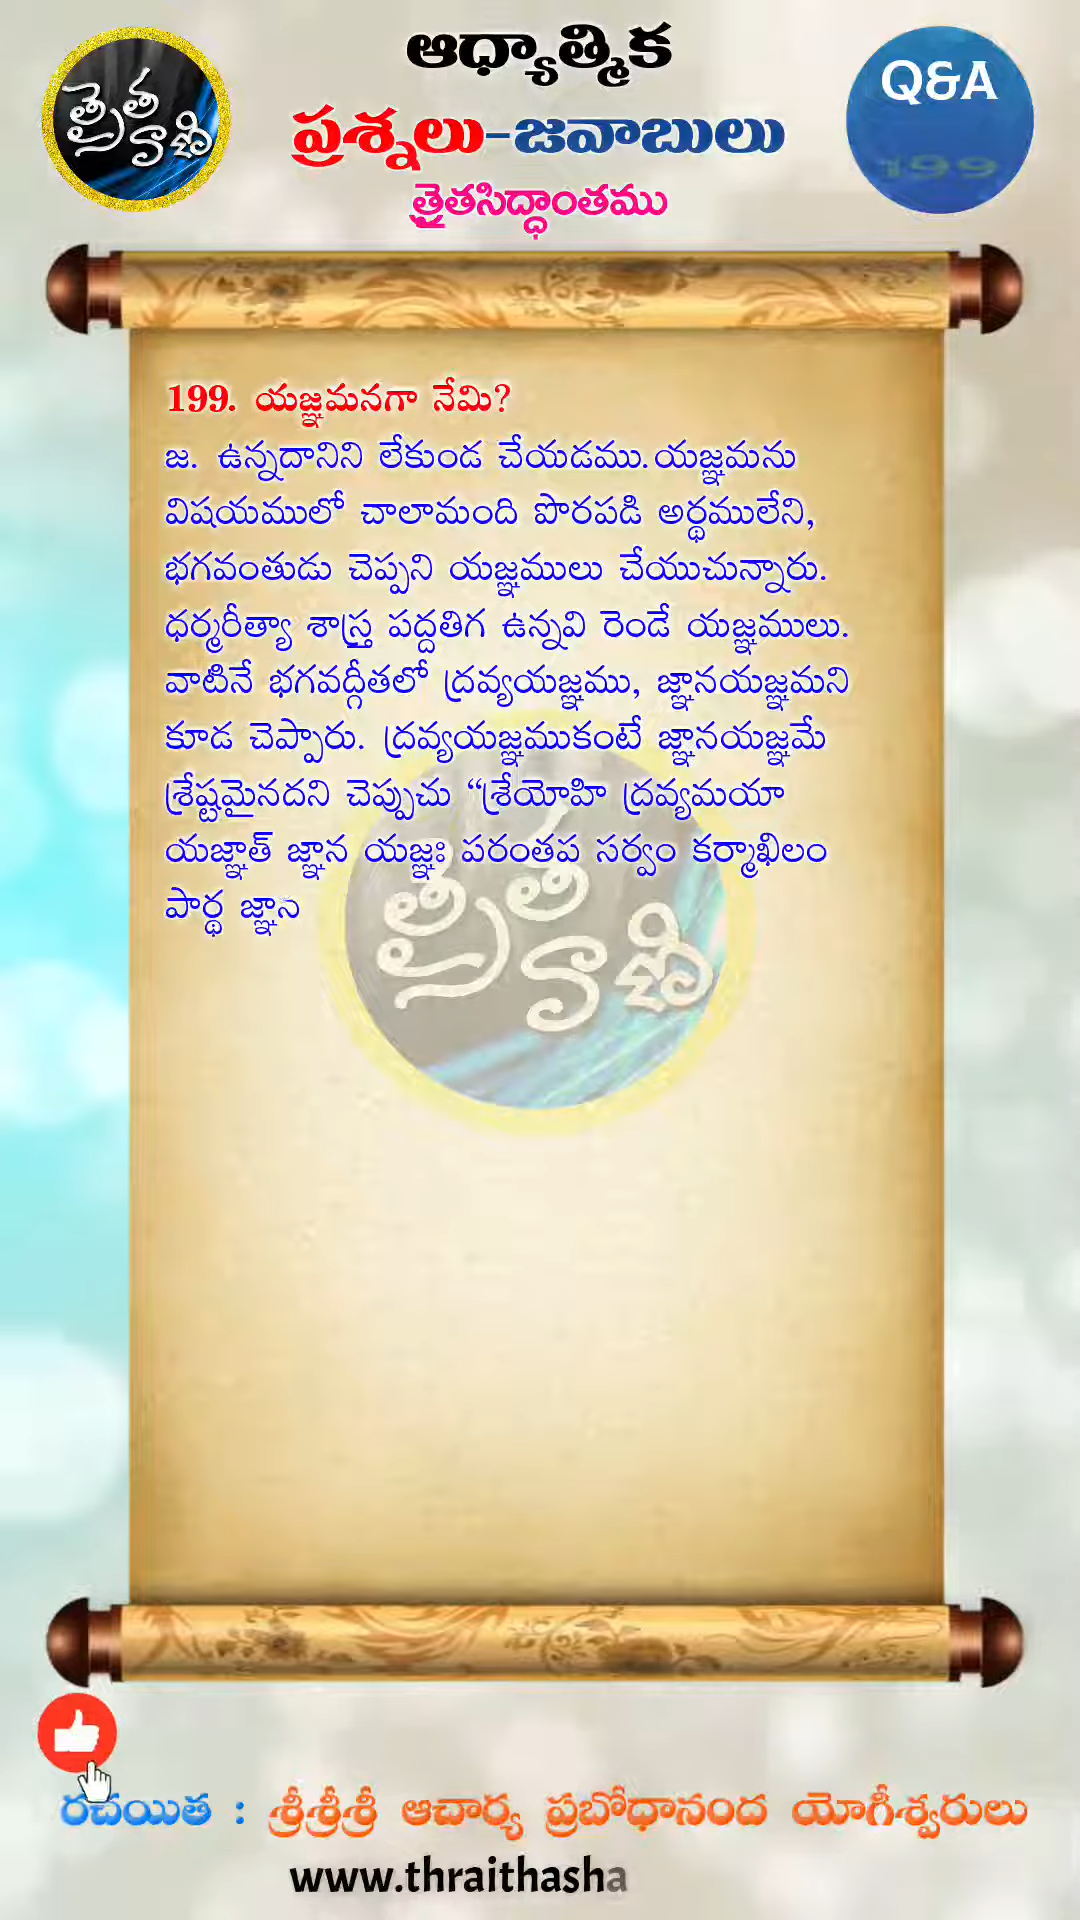 ఆధ్యాత్మిక
ప్రశ్నలు-జవాబులు
త్రైతసిద్ధాంతము
త్రైత
వాణి
Q&A
199
199. యజ్ఞమనగా నేమి?
జ. ఉన్నదానిని లేకుండ చేయడము. యజ్ఞమను
విషయములో చాలామంది పొరపడి అర్థములేని,
భగవంతుడు చెప్పని యజ్ఞములు చేయుచున్నారు.
ధర్మరీత్యా శాస్త్ర పద్దతిగ ఉన్నవి రెండే యజ్ఞములు.
వాటినే భగవద్గీతలో ద్రవ్యయజ్ఞము, జ్ఞానయజ్ఞమని
కూడ చెప్పారు. ద్రవ్యయజ్ఞముకంటే జ్ఞానయజ్ఞమే
శ్రేష్టమైనదని చెప్పుచు “శ్రేయోహి ద్రవ్యమయా
యజ్ఞాత్ జ్ఞాన యజ్ఞః పరంతప సర్వం కర్మాఖిలం
పార్థ జ్ఞాన
త్రైత
వాణి
రచయిత : శ్రీశ్రీశ్రీ ఆచార్య ప్రబోధానంద యోగీశ్వరులు
www.thraithasha